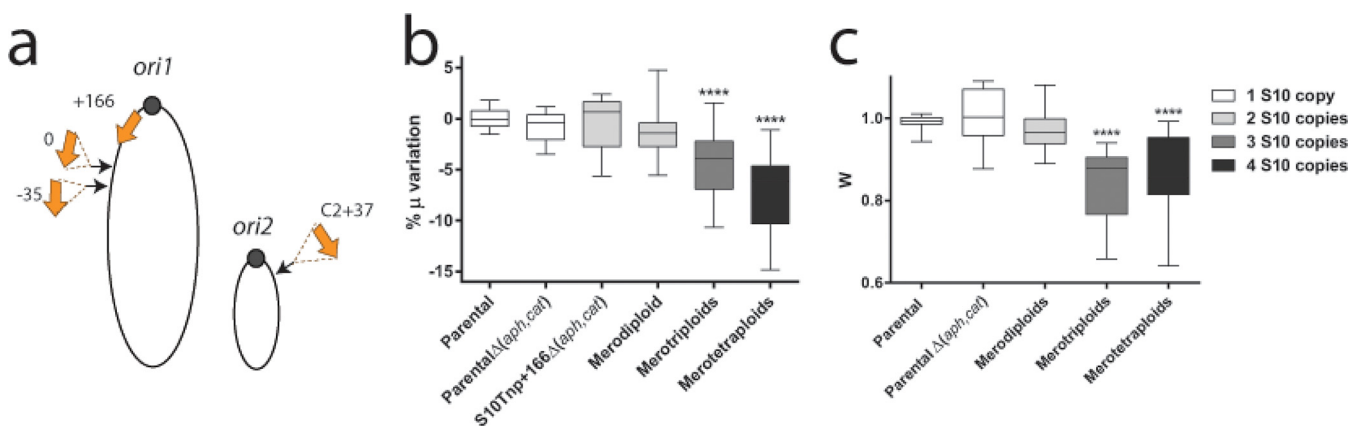 a
ori1
+166
0
-35
ori2
C2+37
b
% µ variation
5
0
-5
-10
-15
****
****
Parental
ParentalΔ(aph,cat)
S10Tnp+166Δ(aph,cat)
Merodiploid
Merotriploids
Merotetraploids
c
W
1.0
0.8
0.6
****
****
Parental
Parental Δ(aph,cat)
Merodiploids
Merotriploids
Merotetraploids
1 S10 copy
2 S10 copies
3 S10 copies
4 S10 copies